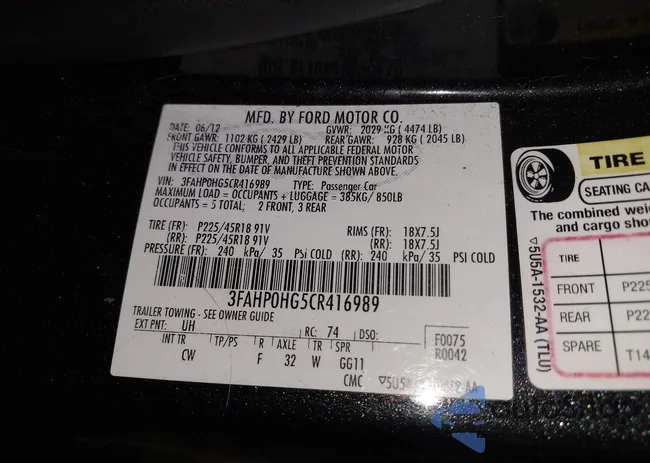 MFD. BY FORD MOTOR CO.
DATE: 06/12 GVWR: 2029 KG ( 4474 LB)
FRONT GAWR: 1102 KG ( 2429 LB) REAR GAWR: 928 KG ( 2045 LB)
THIS VEHICLE CONFORMS TO ALL APPLICABLE FEDERAL MOTOR
VEHICLE SAFETY, BUMPER, AND THEFT PREVENTION STANDARDS
IN EFFECT ON THE DATE OF MANUFACTURE SHOWN ABOVE.
VIN: 3FAHP0HG5CR416989 TYPE: Passenger Car
MAXIMUM LOAD = OCCUPANTS + LUGGAGE = 385KG/ 850LB
OCCUPANTS = 5 TOTAL; 2 FRONT, 3 REAR
TIRE (FR): P225/45R18 91V RIMS (FR): 18X7.5J
(RR): P225/45R18 91V (RR): 18X7.5J
PRESSURE (FR): 240 kPa/ 35 PSI COLD (RR): 240 kPa/ 35 PSI COLD
3FAHP0HG5CR416989
TRAILER TOWING - SEE OWNER GUIDE
EXT PNT: UH RC: 74 DSO: F0075
INT TR TP/PS R AXLE TR SPR R0042
CW F 32 W GG11
CMC
TIRE
SEATING CA
The combined wei
and cargo sho
TIRE
FRONT P225
REAR P22
SPARE T14
5U5A-1532-AA (TLU)